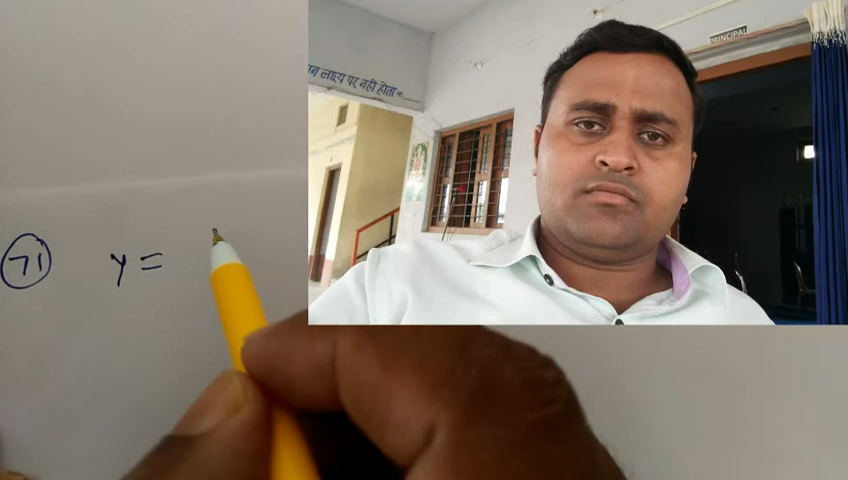 PRINCIPAL
लक्ष्य पर नहीं होता
71 y =